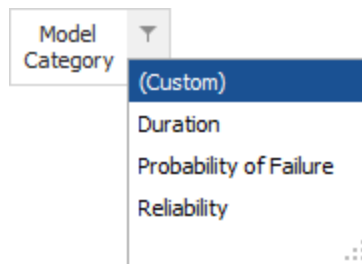 Model
Category
(Custom)
Duration
Probability of Failure
Reliability